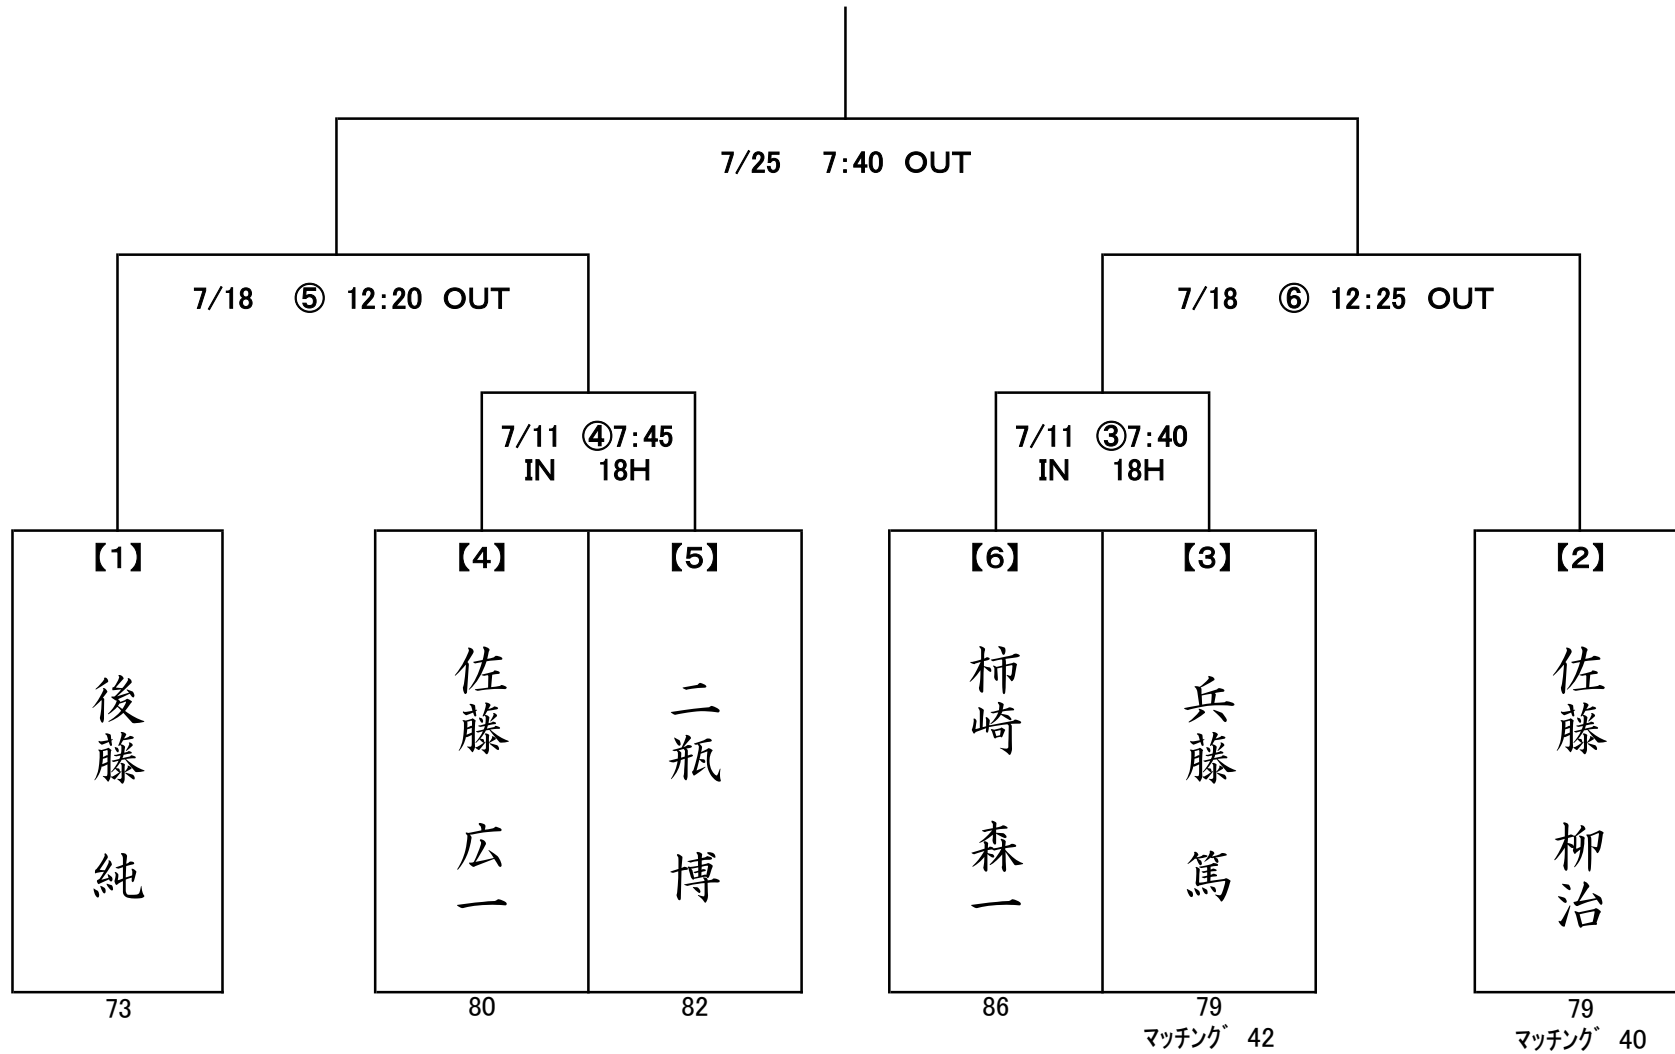 7/25 7:40 OUT
7/18 ⑤ 12:20 OUT
7/18 ⑥ 12:25 OUT
7/11 ④7:45
IN 18H
7/11 ③7:40
IN 18H
【1】
後藤 純
73
【4】
佐藤 広一
80
【5】
二瓶 博
82
【6】
柿崎 森一
86
【3】
兵藤 篤
79
ﾏｯﾁﾝｸﾞ 42
【2】
佐藤 柳治
79
ﾏｯﾁﾝｸﾞ 40